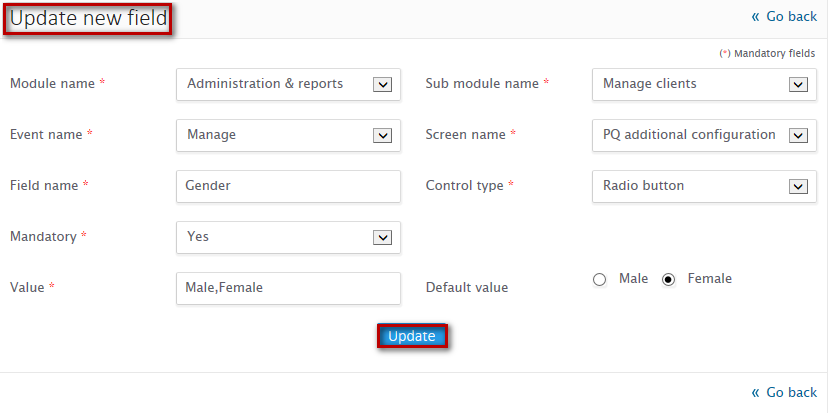 Update new field
« Go back
(*) Mandatory fields
Module name * Administration & reports Sub module name * Manage clients
Event name * Manage Screen name * PQ additional configuration
Field name * Gender Control type * Radio button
Mandatory * Yes
Value * Male,Female Default value Male Female
Update
« Go back